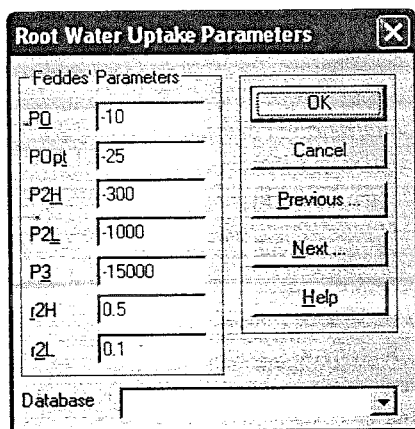 Root Water Uptake Parameters
Feddes' Parameters
P0 -10
POpt -25
P2H -300
P2L -1000
P3 -15000
r2H 0.5
r2L 0.1
OK
Cancel
Previous ...
Next ...
Help
Database